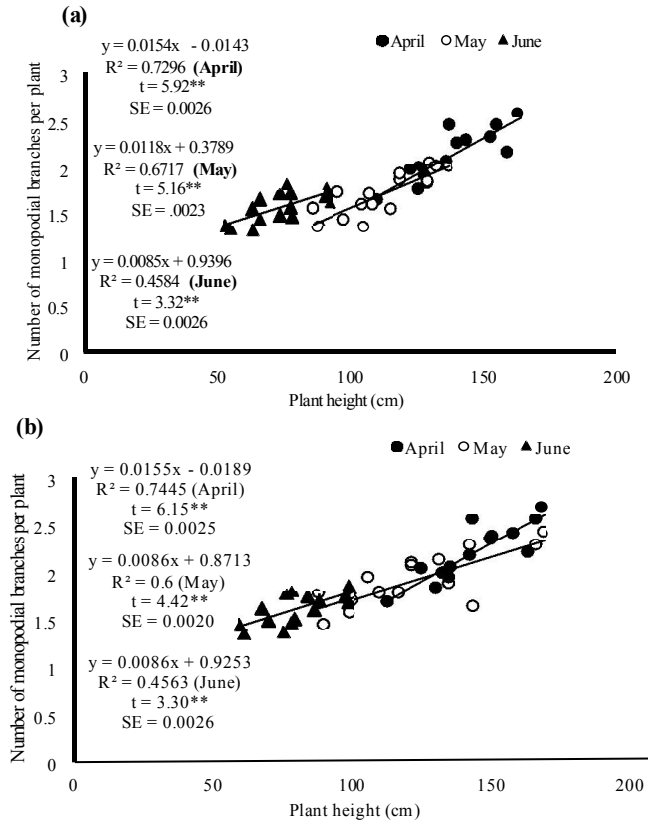 (a)
y = 0.0154x - 0.0143
R² = 0.7296 (April)
t = 5.92**
SE = 0.0026
y = 0.0118x + 0.3789
R² = 0.6717 (May)
t = 5.16**
SE = .0023
y = 0.0085x + 0.9396
R² = 0.4584 (June)
t = 3.32**
SE = 0.0026
April May June
Number of monopodial branches per plant
3
2.5
2
1.5
1
0.5
0
0 50 100 150 200
Plant height (cm)
(b)
April May June
y = 0.0155x - 0.0189
R² = 0.7445 (April)
t = 6.15**
SE = 0.0025
y = 0.0086x + 0.8713
R² = 0.6 (May)
t = 4.42**
SE = 0.0020
y = 0.0086x + 0.9253
R² = 0.4563 (June)
t = 3.30**
SE = 0.0026
Number of monopodial branches per plant
3
2.5
2
1.5
1
0.5
0
0 50 100 150 200
Plant height (cm)